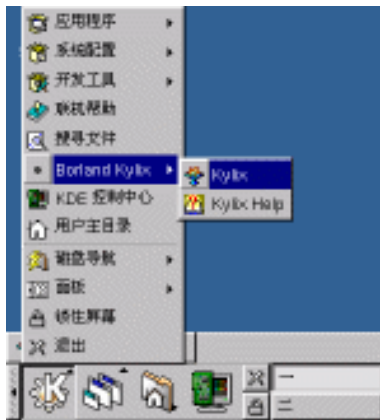 应用程序
系统配置
开发工具
联机帮助
搜寻文件
Borland Kylix
Kylix
KDE 控制中心
Kylix Help
用户主目录
磁盘导航
面板
锁住屏幕
退出
一
二